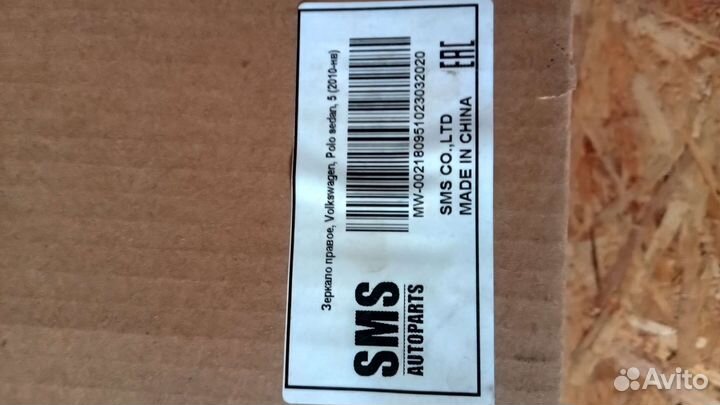 Зеркало правое, Volkswagen, Polo sedan, 5 (2010-нв)
MW-002180951023032020
SMS
AUTOPARTS
SMS CO.,LTD
MADE IN CHINA
EAC
Avito